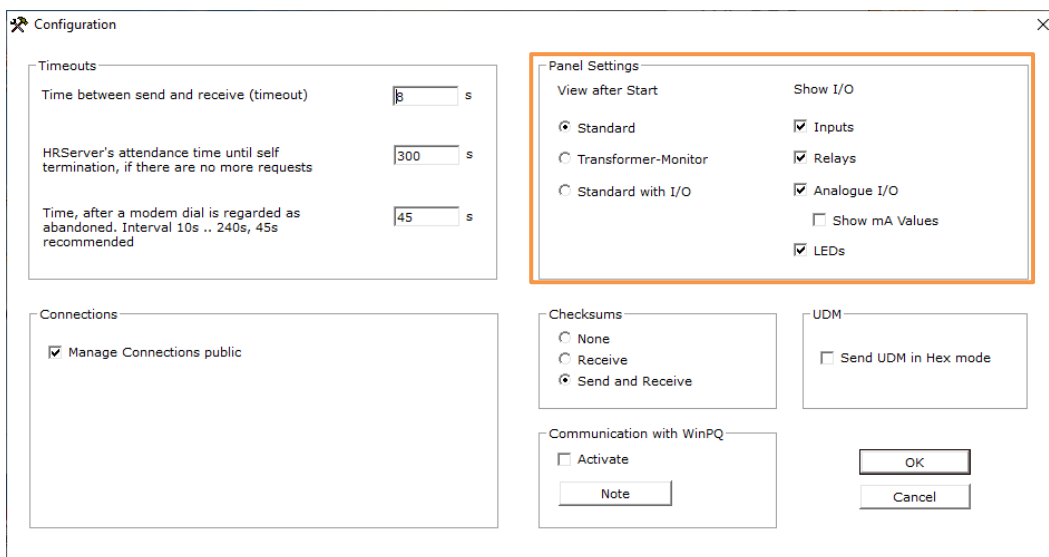 Configuration
Timeouts
Time between send and receive (timeout)
8 s
HRServer's attendance time until self
termination, if there are no more requests
300 s
Time, after a modem dial is regarded as
abandoned. Interval 10s .. 240s, 45s
recommended
45 s
Panel Settings
View after Start
Standard
Transformer-Monitor
Standard with I/O
Show I/O
Inputs
Relays
Analogue I/O
Show mA Values
LEDs
Connections
Manage Connections public
Checksums
None
Receive
Send and Receive
UDM
Send UDM in Hex mode
Communication with WinPQ
Activate
Note
OK
Cancel